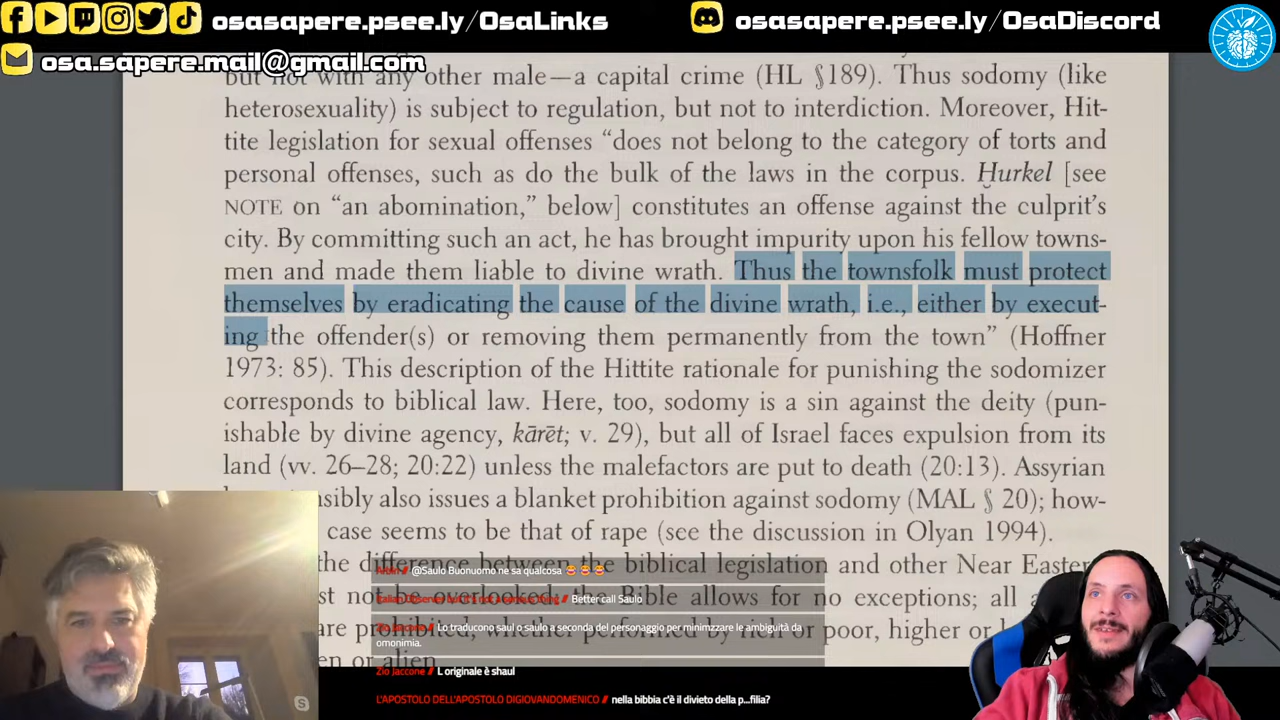 osasapere.psee.ly/OsaLinks
osasapere.psee.ly/OsaDiscord
osa.sapere.mail@gmail.com
but not with any other male—a capital crime (HL §189). Thus sodomy (like
heterosexuality) is subject to regulation, but not to interdiction. Moreover, Hit-
tite legislation for sexual offenses “does not belong to the category of torts and
personal offenses, such as do the bulk of the laws in the corpus. Ḫurkel [see
NOTE on “an abomination,” below] constitutes an offense against the culprit’s
city. By committing such an act, he has brought impurity upon his fellow towns-
men and made them liable to divine wrath. Thus the townsfolk must protect
themselves by eradicating the cause of the divine wrath, i.e., either by execut-
ing the offender(s) or removing them permanently from the town” (Hoffner
1973: 85). This description of the Hittite rationale for punishing the sodomizer
corresponds to biblical law. Here, too, sodomy is a sin against the deity (pun-
ishable by divine agency, kārēt; v. 29), but all of Israel faces expulsion from its
land (vv. 26–28; 20:22) unless the malefactors are put to death (20:13). Assyrian
also issues a blanket prohibition against sodomy (MAL § 20); how-
case seems to be that of rape (see the discussion in Olyan 1994).
the difference between the biblical legislation and other Near Easter
not be overlooked: the Bible allows for no exceptions; all
are prohibited, whether performed by rich or poor, higher or
or alien
@Saulo Buonuomo ne sa qualcosa
Better call Saulo
Zio Jaccone // Lo traducono saul o saulo a seconda del personaggio per minimzzare le ambiguità da
omonimia.
Zio Jaccone // L originale è shaul
L'APOSTOLO DELL'APOSTOLO DIGIOVANDOMENICO // nella bibbia c'è il divieto della p...filia?